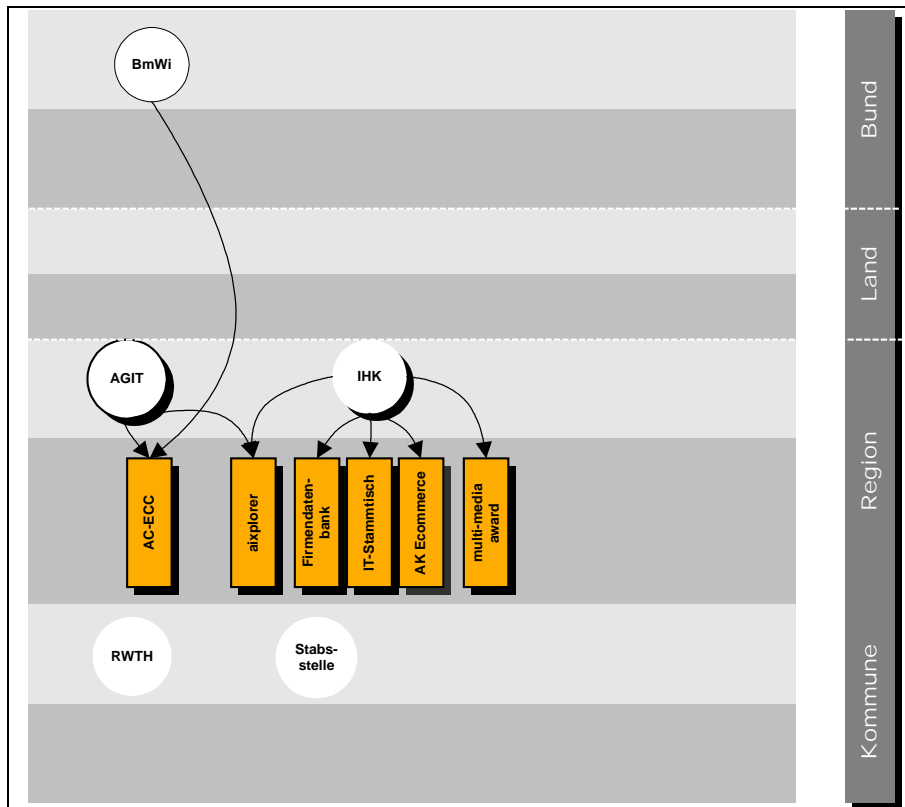 BmWi
Bund
Land
AGIT
IHK
Region
AC-ECC
aixplorer
Firmendaten-
bank
IT-Stammtisch
AK Ecommerce
multi-media
award
RWTH
Stabs-
stelle
Kommune